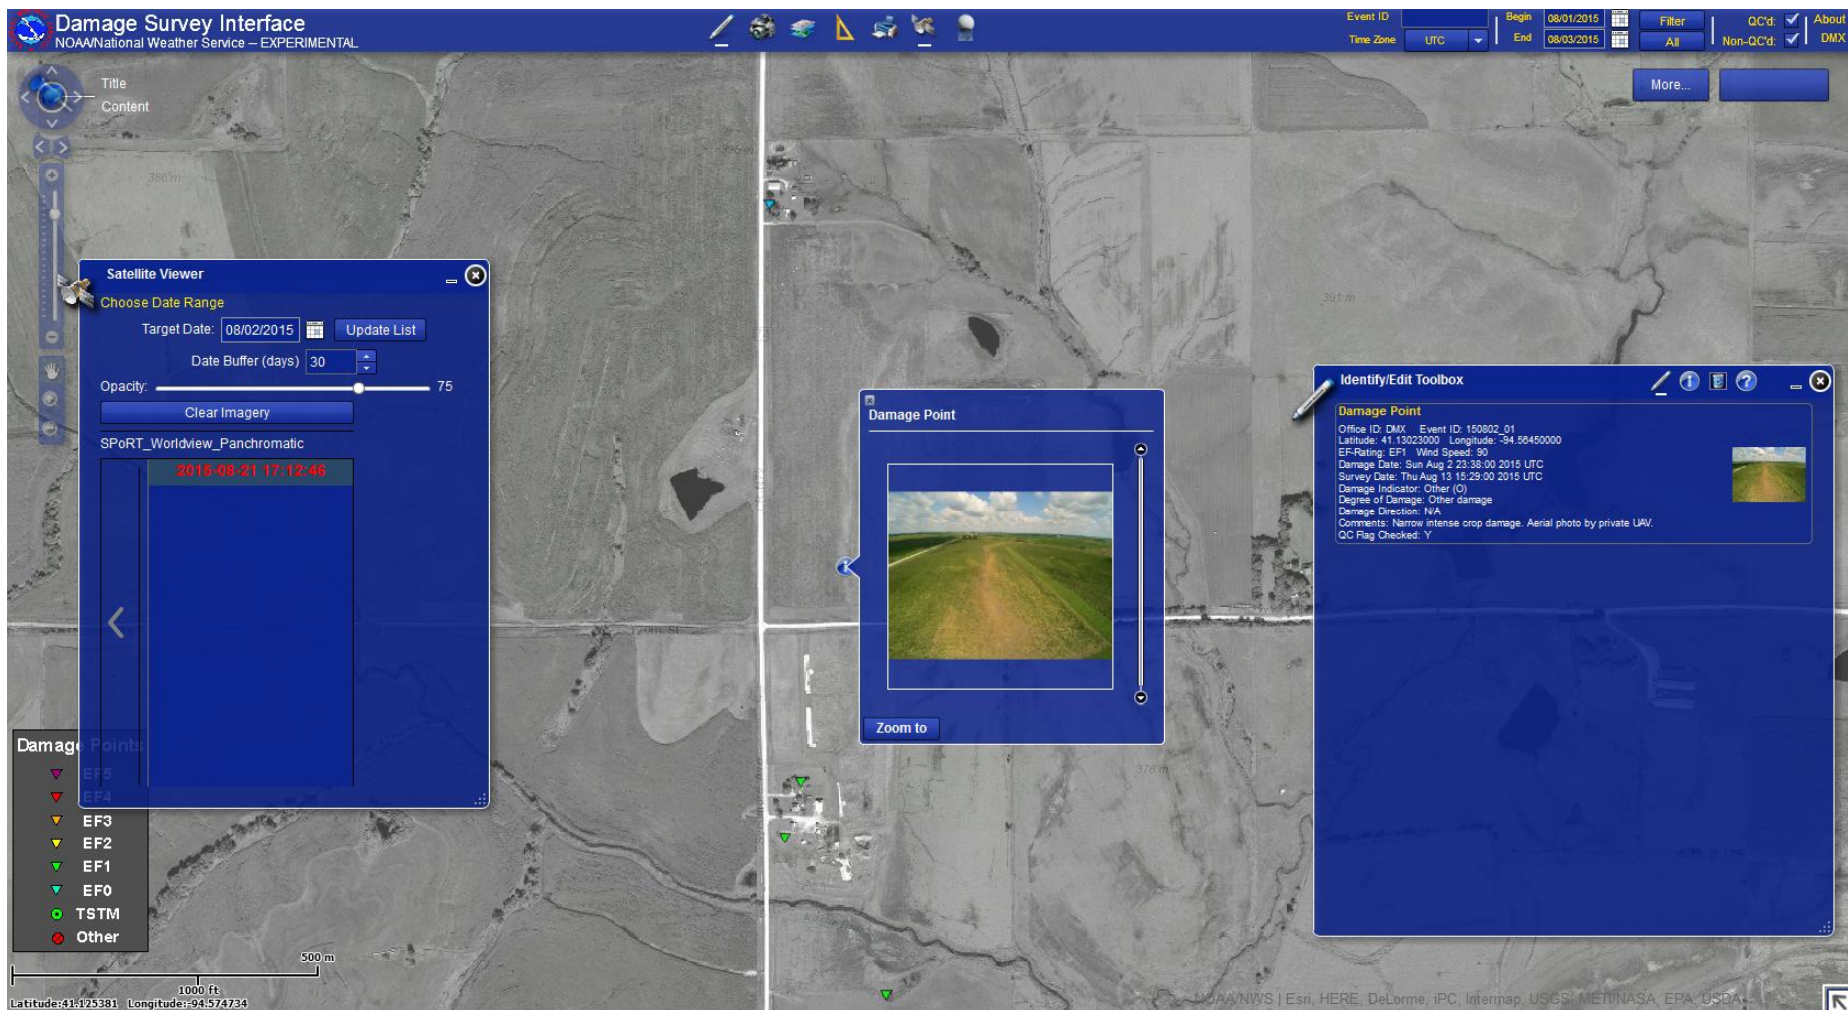 Damage Survey Interface
NOAA/National Weather Service – EXPERIMENTAL
Event ID
Time Zone UTC
Begin 08/01/2015
End 08/03/2015
Filter
All
QC'd:
Non-QC'd:
About
DMX
Title
Content
More...
386 m
391 m
Satellite Viewer
Choose Date Range
Target Date: 08/02/2015 Update List
Date Buffer (days) 30
Opacity: 75
Clear Imagery
SPoRT_Worldview_Panchromatic
2015-08-21 17:12:46
Damage Point
Zoom to
Identify/Edit Toolbox
Damage Point
Office ID: DMX Event ID: 150802_01
Latitude: 41.13023000 Longitude: -94.56450000
EF-Rating: EF1 Wind Speed: 90
Damage Date: Sun Aug 2 23:38:00 2015 UTC
Survey Date: Thu Aug 13 15:29:00 2015 UTC
Damage Indicator: Other (O)
Degree of Damage: Other damage
Damage Direction: N/A
Comments: Narrow intense crop damage. Aerial photo by private UAV.
QC Flag Checked: Y
120th St
378 m
Damage Points
EF5
EF4
EF3
EF2
EF1
EF0
TSTM
Other
500 m
1000 ft
Latitude:41.125381 Longitude:-94.574734
NOAA/NWS | Esri, HERE, DeLorme, iPC, Intermap, USGS, METI/NASA, EPA, USDA